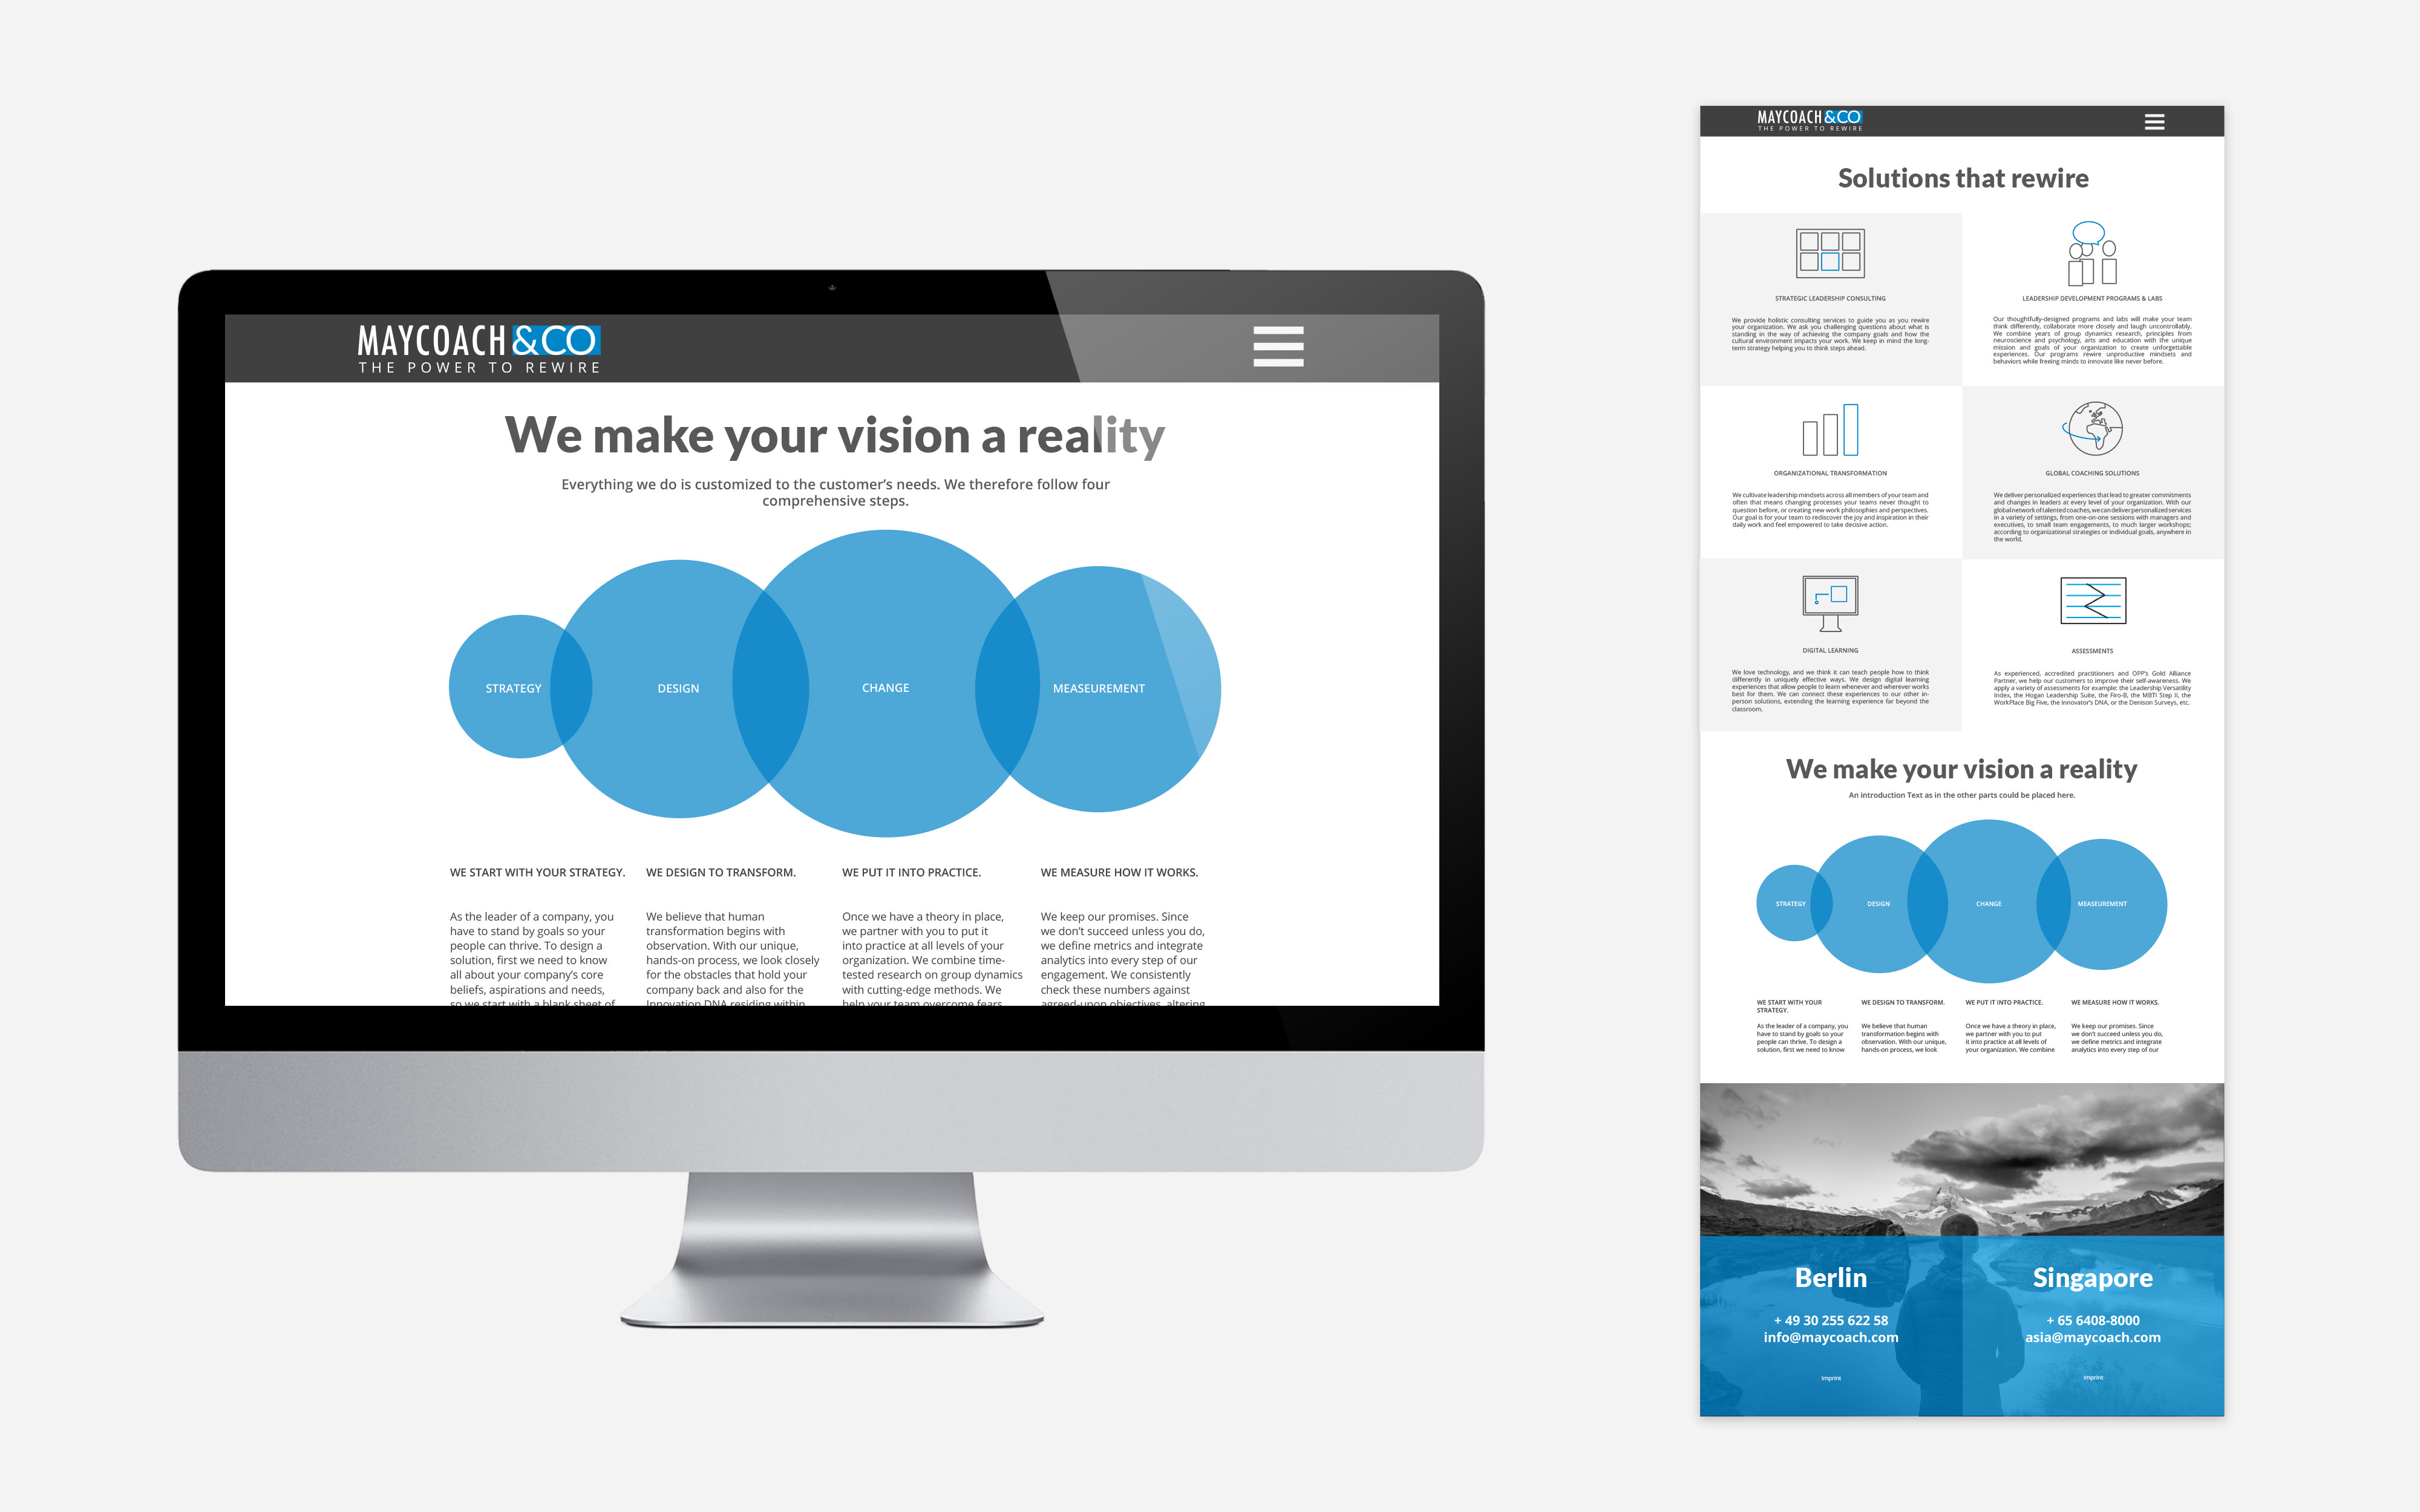 MAYCOACH &CO
THE POWER TO REWIRE
We make your vision a reality
Everything we do is customized to the customer's needs. We therefore follow four
comprehensive steps.
STRATEGY
DESIGN
CHANGE
MEASEUREMENT
WE START WITH YOUR STRATEGY.
As the leader of a company, you
have to stand by goals so your
people can thrive. To design a
solution, first we need to know
all about your company's core
beliefs, aspirations and needs,
so we start with a blank sheet of
WE DESIGN TO TRANSFORM.
We believe that human
transformation begins with
observation. With our unique,
hands-on process, we look closely
for the obstacles that hold your
company back and also for the
Innovation DNA residing within
WE PUT IT INTO PRACTICE.
Once we have a theory in place,
we partner with you to put it
into practice at all levels of your
organization. We combine time-
tested research on group dynamics
with cutting-edge methods. We
help your team overcome fears
WE MEASURE HOW IT WORKS.
We keep our promises. Since
we don't succeed unless you do,
we define metrics and integrate
analytics into every step of our
engagement. We consistently
check these numbers against
agreed-upon objectives, altering
MAYCOACH &CO
THE POWER TO REWIRE
Solutions that rewire
STRATEGIC LEADERSHIP CONSULTING
We provide holistic consulting services to guide you as you rewire
your organization. We ask you challenging questions about what is
standing in the way of achieving the company goals and how the
cultural environment impacts your work. We keep in mind the long-
term strategy helping you to think steps ahead.
LEADERSHIP DEVELOPMENT PROGRAMS & LABS
Our thoughtfully-designed programs and labs will make your team
think differently, collaborate more closely and laugh uncontrollably.
We combine years of group dynamics research, principles from
neuroscience and psychology, arts and education with the unique
mission and goals of your organization to create unforgettable
experiences. Our programs rewire unproductive mindsets and
behaviors while freeing minds to innovate like never before.
ORGANIZATIONAL TRANSFORMATION
We cultivate leadership mindsets across all members of your team and
often that means changing processes your teams never thought to
question before, or creating new work philosophies and perspectives.
Our goal is for your team to rediscover the joy and inspiration in their
daily work and feel empowered to take decisive action.
GLOBAL COACHING SOLUTIONS
We deliver personalized experiences that lead to greater commitments
and changes in leaders at every level of your organization. With our
global network of talented coaches, we can deliver personalized services
in a variety of settings, from one-on-one sessions with managers and
executives, to small team engagements, to much larger workshops;
according to organizational strategies or individual goals, anywhere in
the world.
DIGITAL LEARNING
We love technology, and we think it can teach people how to think
differently in uniquely effective ways. We design digital learning
experiences that allow people to learn whenever and wherever works
best for them. We can connect these experiences to our other in-
person solutions, extending the learning experience far beyond the
classroom.
ASSESSMENTS
As experienced, accredited practitioners and OPP's Gold Alliance
Partner, we help our customers to improve their self-awareness. We
apply a variety of assessments for example: the Leadership Versatility
Index, the Hogan Leadership Suite, the Firo-B, the MBTI Step II, the
WorkPlace Big Five, the Innovator's DNA, or the Denison Surveys, etc.
We make your vision a reality
An introduction Text as in the other parts could be placed here.
STRATEGY
DESIGN
CHANGE
MEASEUREMENT
WE START WITH YOUR
STRATEGY.
As the leader of a company, you
have to stand by goals so your
people can thrive. To design a
solution, first we need to know
WE DESIGN TO TRANSFORM.
We believe that human
transformation begins with
observation. With our unique,
hands-on process, we look
WE PUT IT INTO PRACTICE.
Once we have a theory in place,
we partner with you to put
it into practice at all levels of
your organization. We combine
WE MEASURE HOW IT WORKS.
We keep our promises. Since
we don't succeed unless you do,
we define metrics and integrate
analytics into every step of our
Berlin
+ 49 30 255 622 58
info@maycoach.com
Imprint
Singapore
+ 65 6408-8000
asia@maycoach.com
Imprint